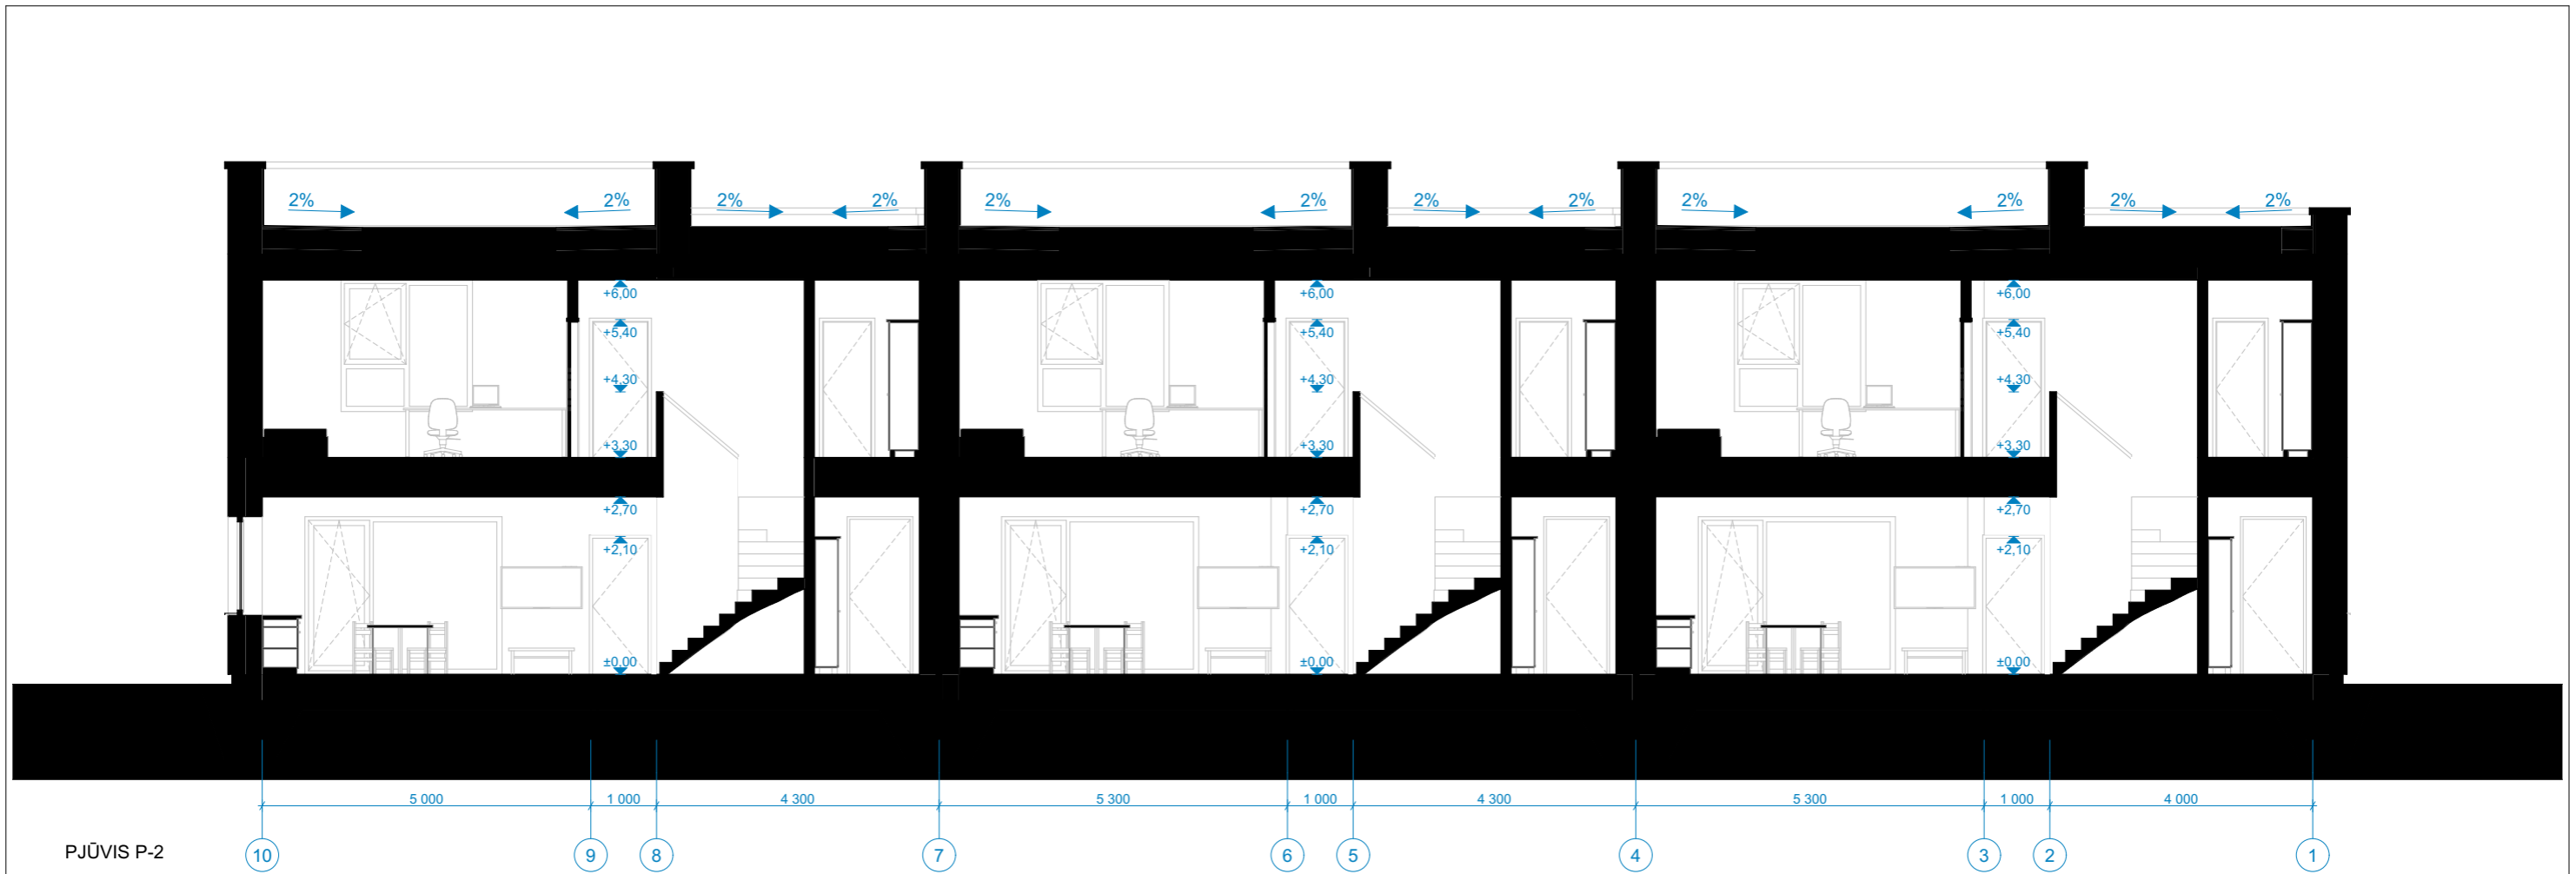 2% 2% 2% 2% 2% 2% 2% 2% 2% 2% 2% 2%
+6,00 +6,00 +6,00
+5,40 +5,40 +5,40
+4,30 +4,30 +4,30
+3,30 +3,30 +3,30
+2,70 +2,70 +2,70
+2,10 +2,10 +2,10
±0,00 ±0,00 ±0,00
5 000 1 000 4 300 5 300 1 000 4 300 5 300 1 000 4 000
PJŪVIS P-2
10 9 8 7 6 5 4 3 2 1